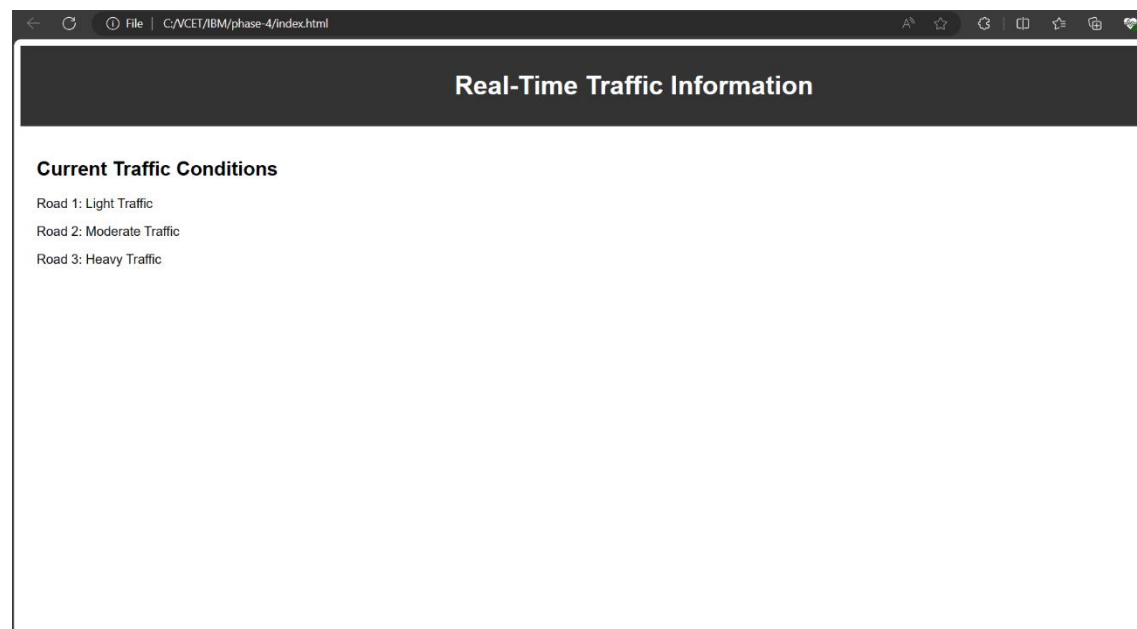 File | C:/VCET/IBM/phase-4/index.html
Real-Time Traffic Information
Current Traffic Conditions
Road 1: Light Traffic
Road 2: Moderate Traffic
Road 3: Heavy Traffic